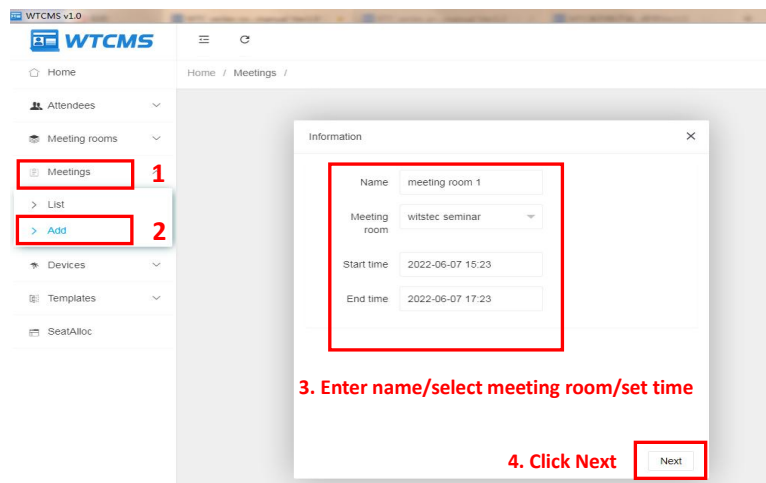 WTCMS v1.0
WTCMS
Home
Home / Meetings /
Attendees
Meeting rooms
Information
Meetings
1
Name
meeting room 1
List
Meeting room
witstec seminar
Add
2
Devices
Start time
2022-06-07 15:23
Templates
End time
2022-06-07 17:23
SeatAlloc
3. Enter name/select meeting room/set time
4. Click Next
Next